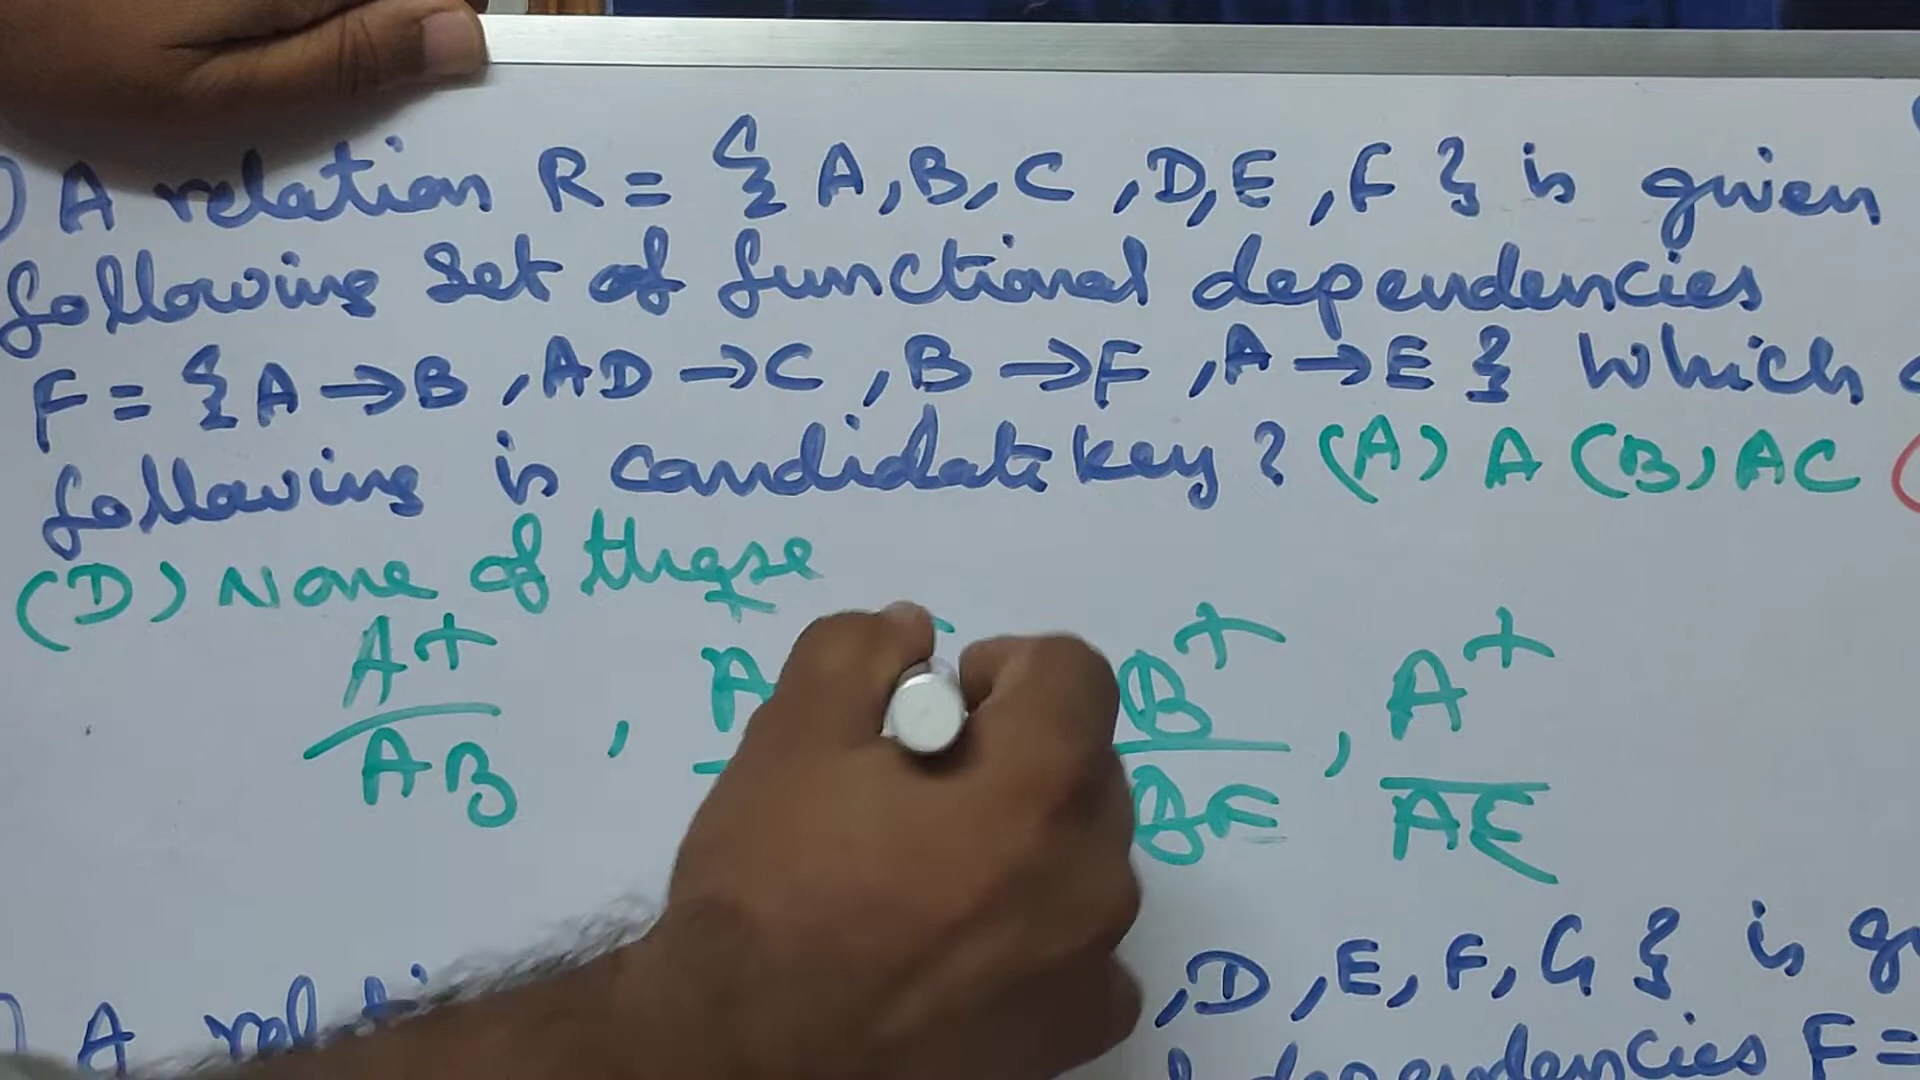 ) A relation R = { A, B, C , D, E , F } is given
following set of functional dependencies
F = { A → B , AD → C , B → F , A → E } which
following is candidate key ? (A) A (B) AC
(D) None of these
A+ , A B+ , A+
AB BF AE
, D , E , F , G } is
A dependencies F =